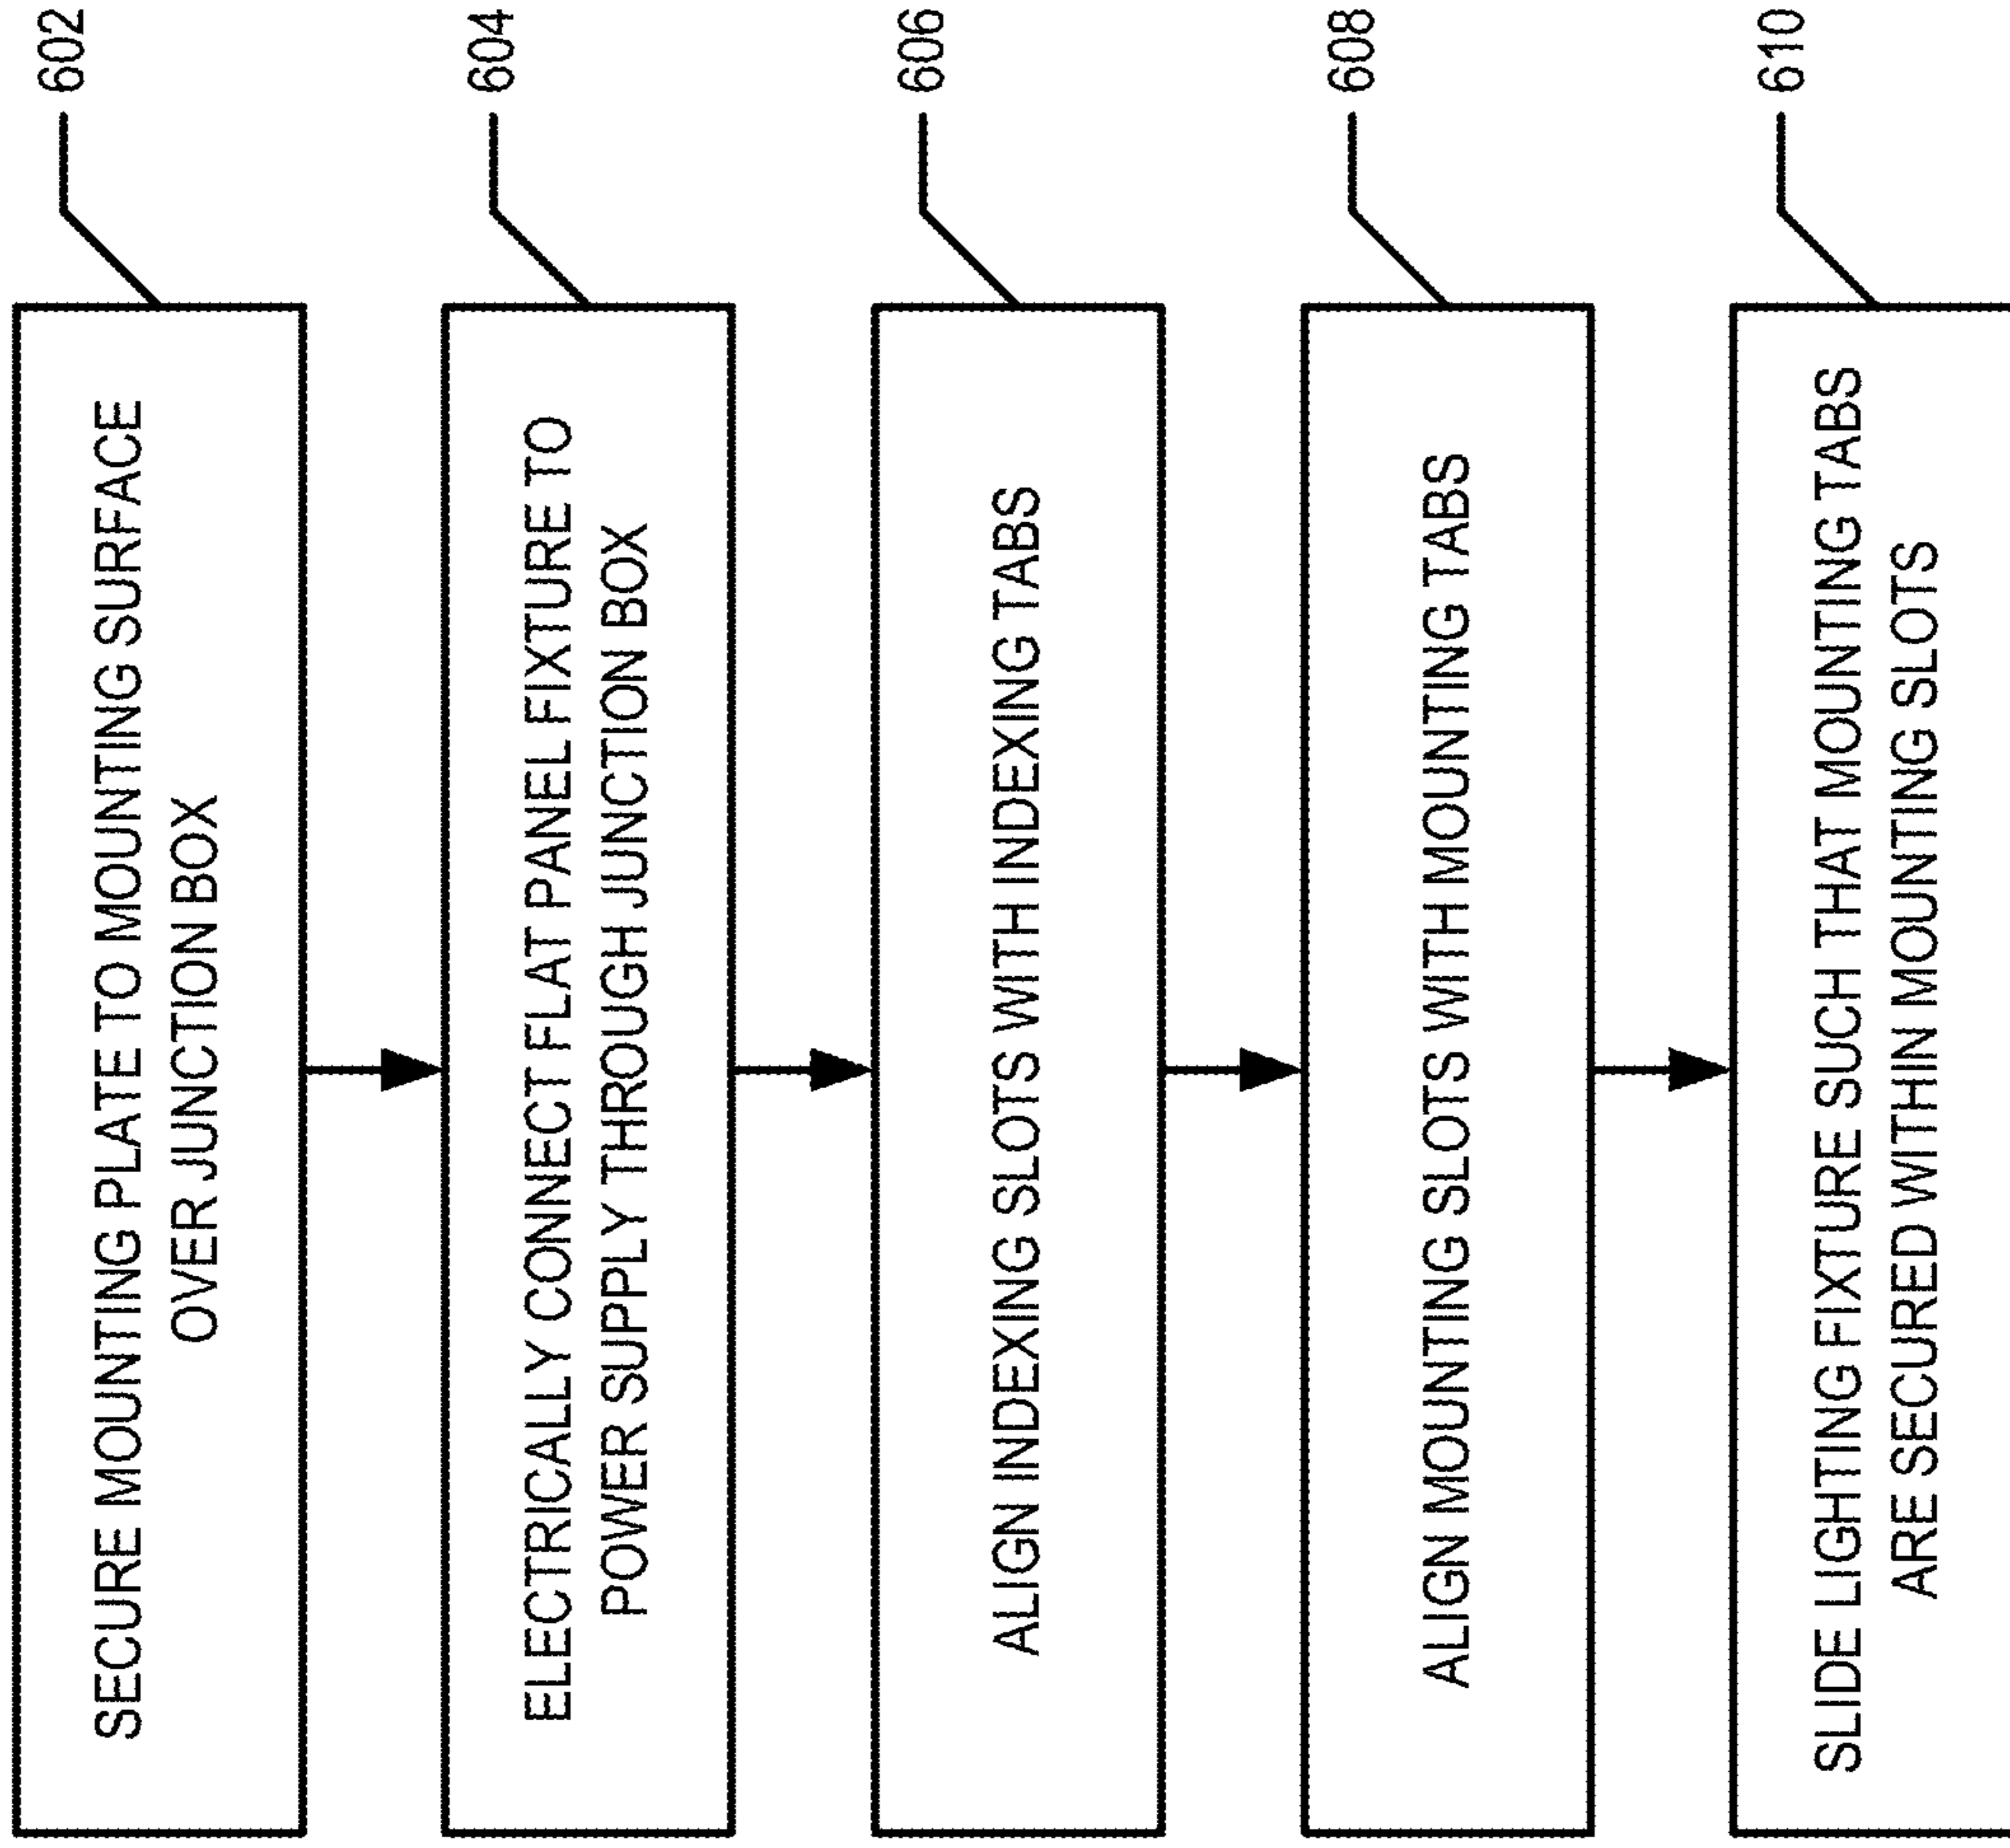 602
SECURE MOUNTING PLATE TO MOUNTING SURFACE
OVER JUNCTION BOX
604
ELECTRICALLY CONNECT FLAT PANEL FIXTURE TO
POWER SUPPLY THROUGH JUNCTION BOX
606
ALIGN INDEXING SLOTS WITH INDEXING TABS
608
ALIGN MOUNTING SLOTS WITH MOUNTING TABS
610
SLIDE LIGHTING FIXTURE SUCH THAT MOUNTING TABS
ARE SECURED WITHIN MOUNTING SLOTS